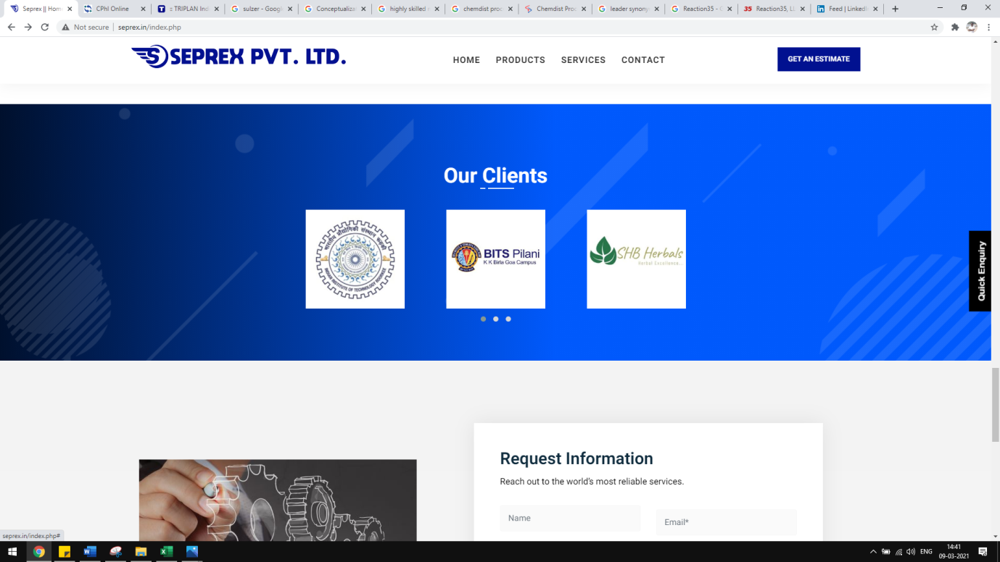 Seprex || Hom
CPhI Online
:: TRIPLAN Ind
sulzer - Googl
Conceptualiza
highly skilled
chemdist proc
Chemdist Proc
leader synony
Reaction35 - G
35 Reaction35, LL
Feed | LinkedI
Not secure | seprex.in/index.php
SEPREX PVT. LTD.
HOME PRODUCTS SERVICES CONTACT
GET AN ESTIMATE
Our Clients
भारतीय प्रौद्योगिकी संस्थान रूड़की
INDIAN INSTITUTE OF TECHNOLOGY ROORKEE
BITS Pilani
K K Birla Goa Campus
SHB Herbals
Herbal Excellence...
Quick Enquiry
Request Information
Reach out to the world's most reliable services.
Name
Email*
seprex.in/index.php#
ENG
14:41
09-03-2021